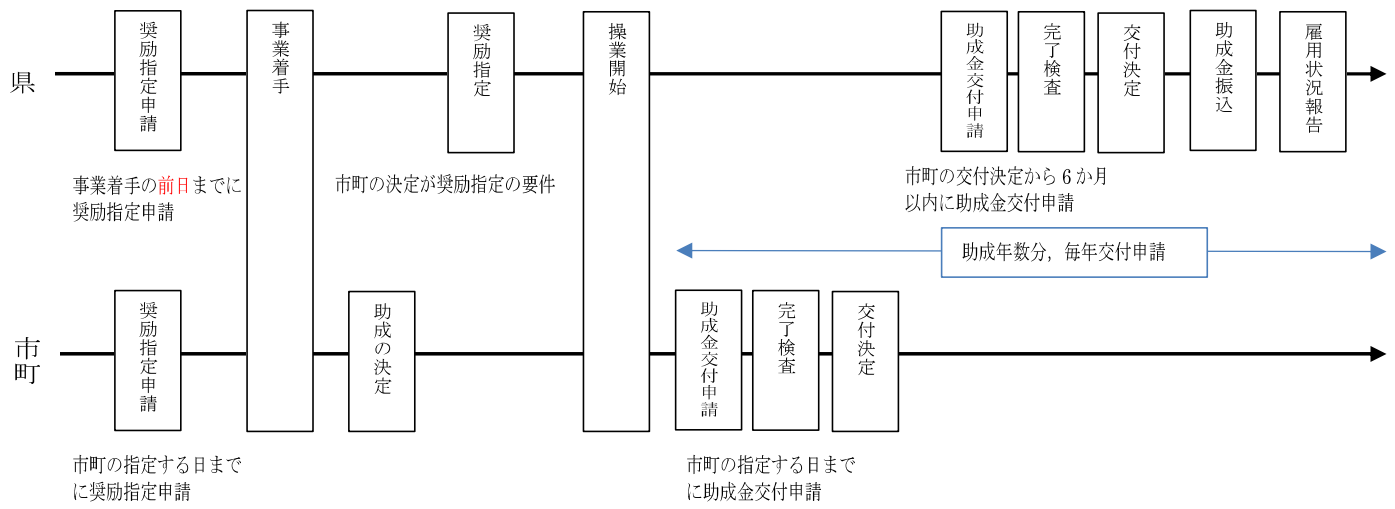 県
奨励指定申請
事業着手
奨励指定
操業開始
助成金交付申請
完了検査
交付決定
助成金振込
雇用状況報告
事業着手の前日までに
奨励指定申請
市町の決定が奨励指定の要件
市町の交付決定から6か月
以内に助成金交付申請
助成年数分，毎年交付申請
市町
奨励指定申請
助成の決定
助成金交付申請
完了検査
交付決定
市町の指定する日まで
に奨励指定申請
市町の指定する日まで
に助成金交付申請